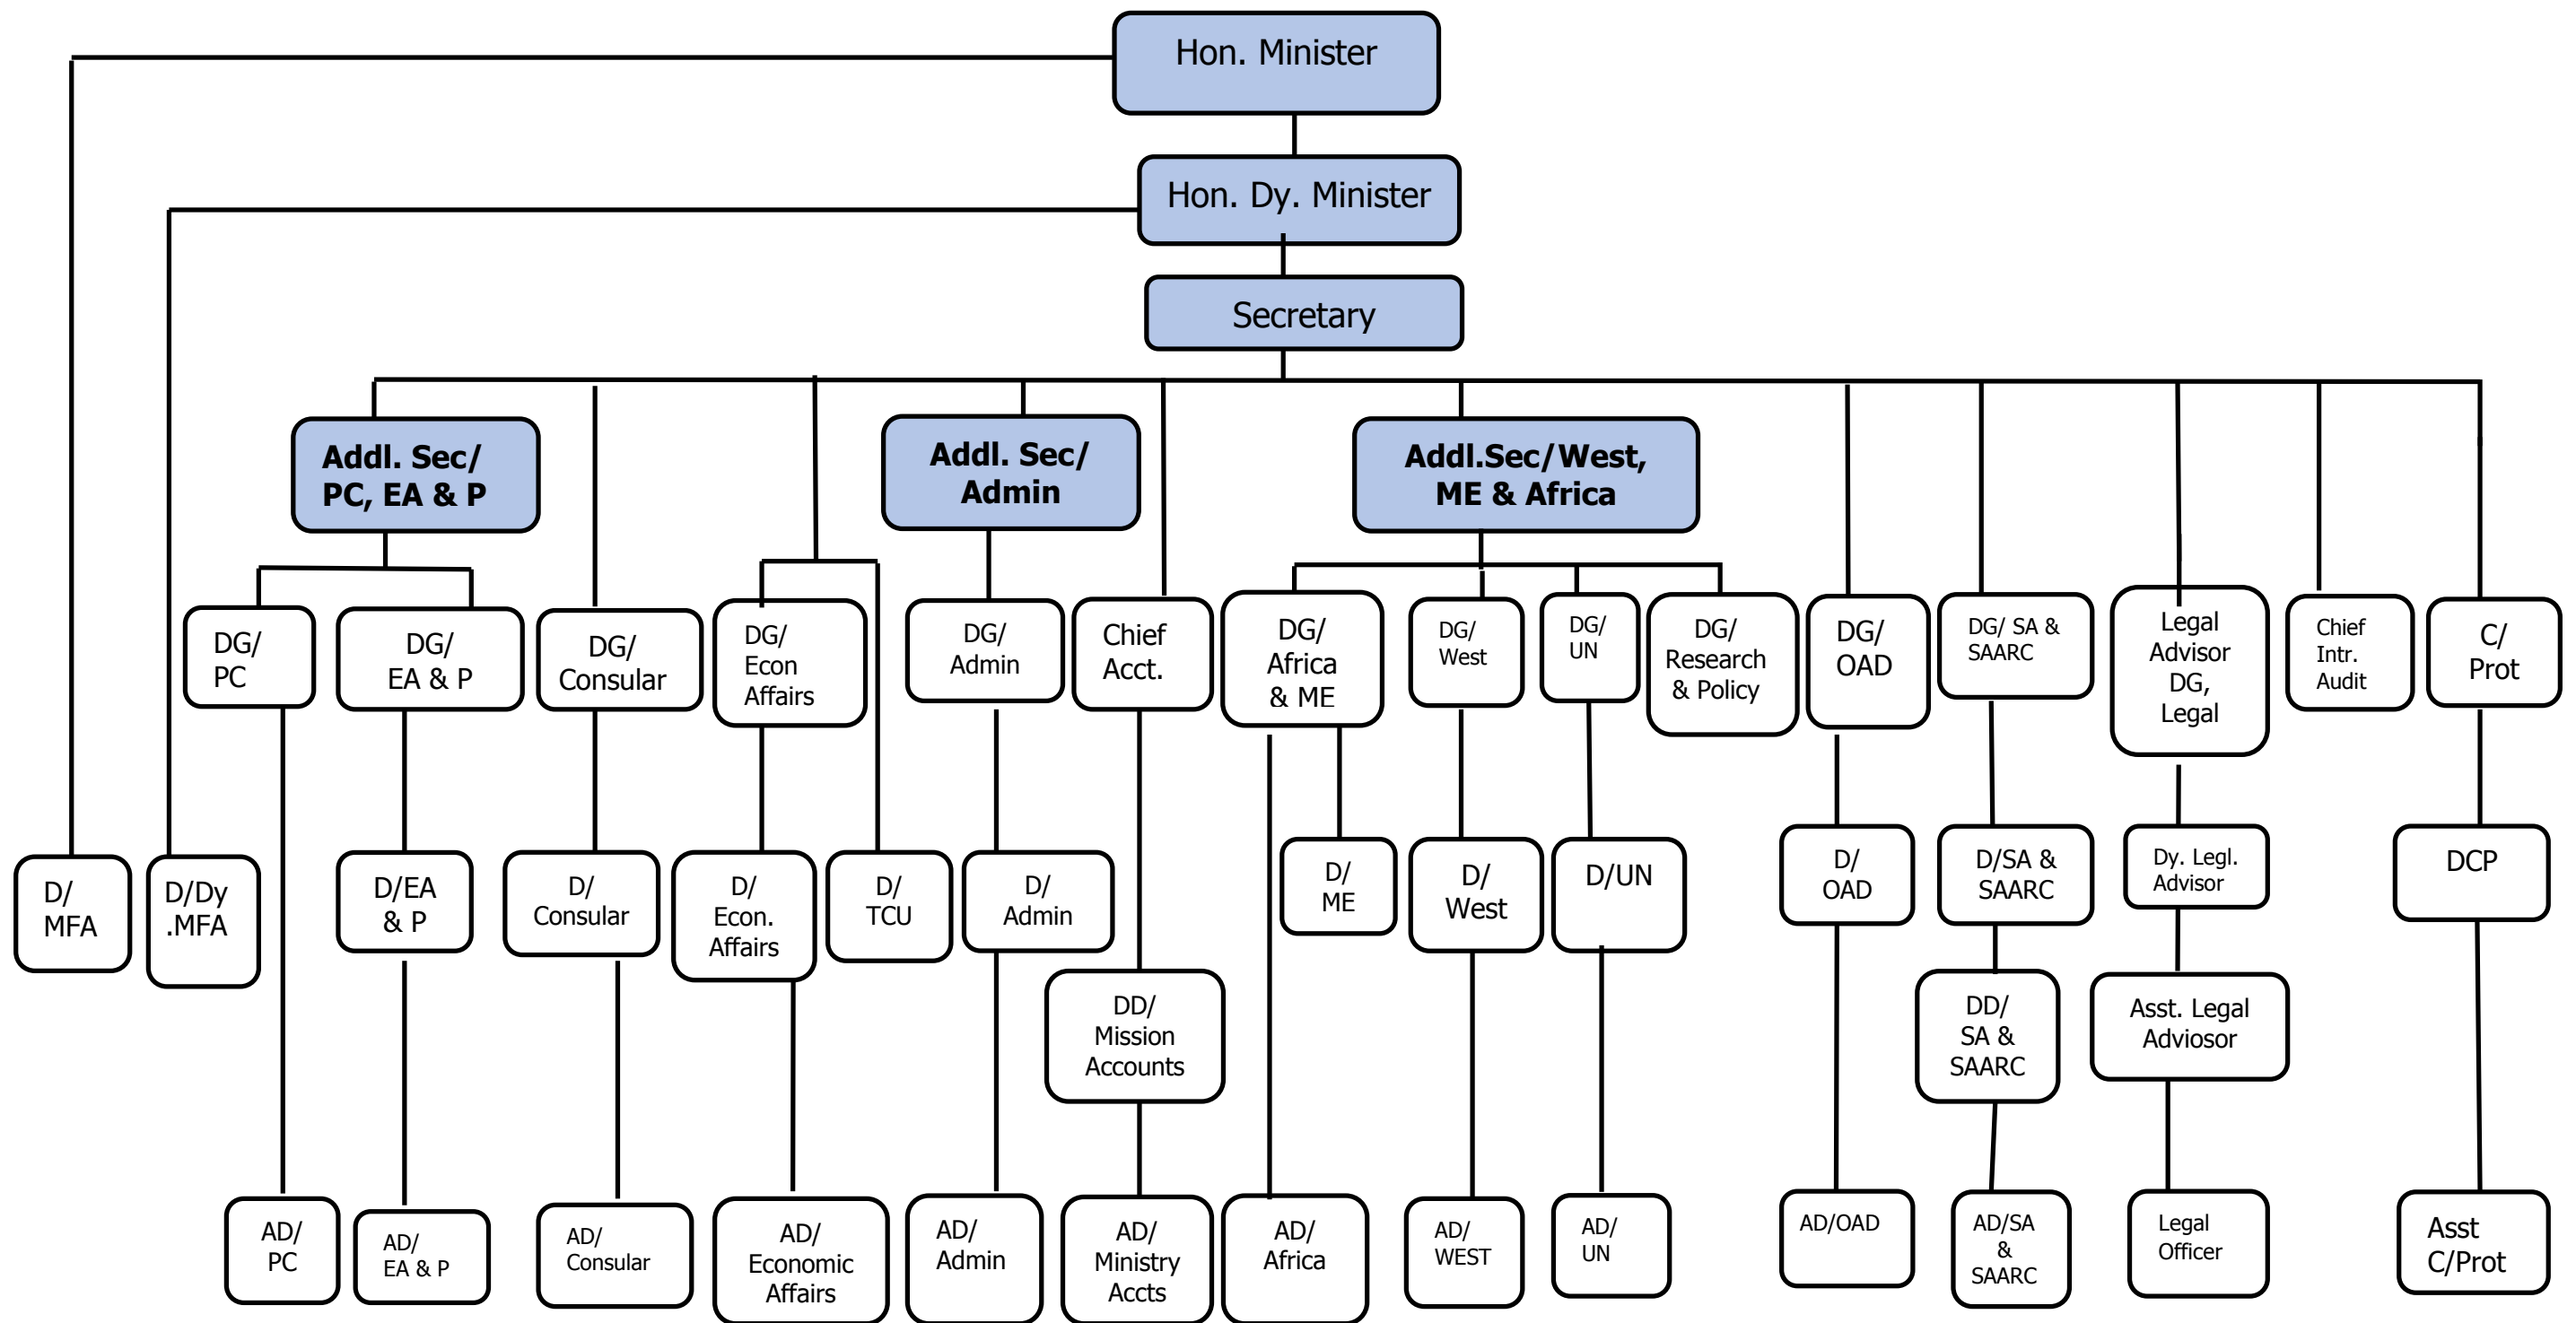 Hon. Minister
Hon. Dy. Minister
Secretary
Addl. Sec/
PC, EA & P
Addl. Sec/
Admin
Addl.Sec/West,
ME & Africa
DG/
PC
DG/
EA & P
DG/
Consular
DG/
Econ
Affairs
DG/
Admin
Chief
Acct.
DG/
Africa
& ME
DG/
West
DG/
UN
DG/
Research
& Policy
DG/
OAD
DG/ SA &
SAARC
Legal
Advisor
DG,
Legal
Chief
Intr.
Audit
C/
Prot
D/
MFA
D/Dy
.MFA
D/EA
& P
D/
Consular
D/
Econ.
Affairs
D/
TCU
D/
Admin
D/
ME
D/
West
D/UN
D/
OAD
D/SA &
SAARC
Dy. Legl.
Advisor
DCP
DD/
Mission
Accounts
DD/
SA &
SAARC
Asst. Legal
Adviosor
AD/
PC
AD/
EA & P
AD/
Consular
AD/
Economic
Affairs
AD/
Admin
AD/
Ministry
Accts
AD/
Africa
AD/
WEST
AD/
UN
AD/OAD
AD/SA
&
SAARC
Legal
Officer
Asst
C/Prot